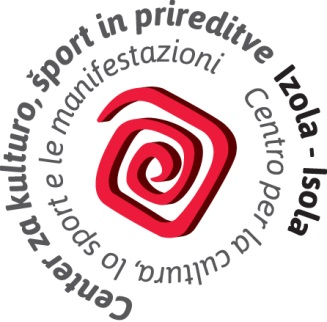 Center za kulturo, šport in prireditve Izola - Isola
Centro per la cultura, lo sport e le manifestazioni